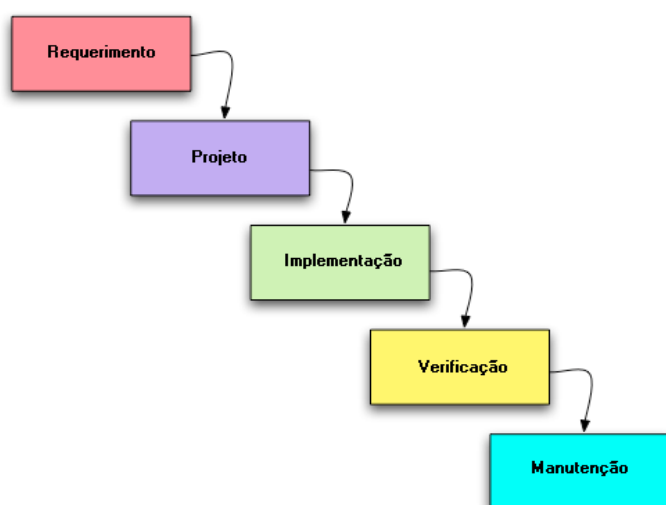 Requerimento
Projeto
Implementação
Verificação
Manutenção